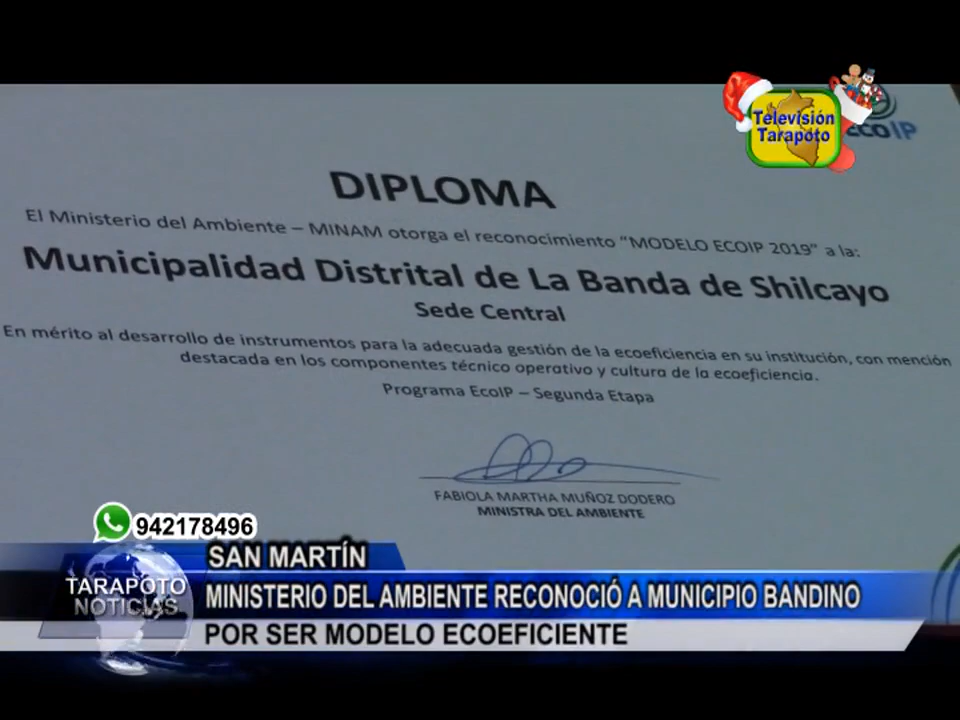 Televisión
Tarapoto
ECOIP
DIPLOMA
El Ministerio del Ambiente – MINAM otorga el reconocimiento "MODELO ECOIP 2019" a la:
Municipalidad Distrital de La Banda de Shilcayo
Sede Central
En mérito al desarrollo de instrumentos para la adecuada gestión de la ecoeficiencia en su institución, con mención
destacada en los componentes técnico operativo y cultura de la ecoeficiencia.
Programa EcoIP – Segunda Etapa
FABIOLA MARTHA MUÑOZ DODERO
MINISTRA DEL AMBIENTE
942178496
SAN MARTÍN
TARAPOTO
NOTICIAS
MINISTERIO DEL AMBIENTE RECONOCIÓ A MUNICIPIO BANDINO
POR SER MODELO ECOEFICIENTE